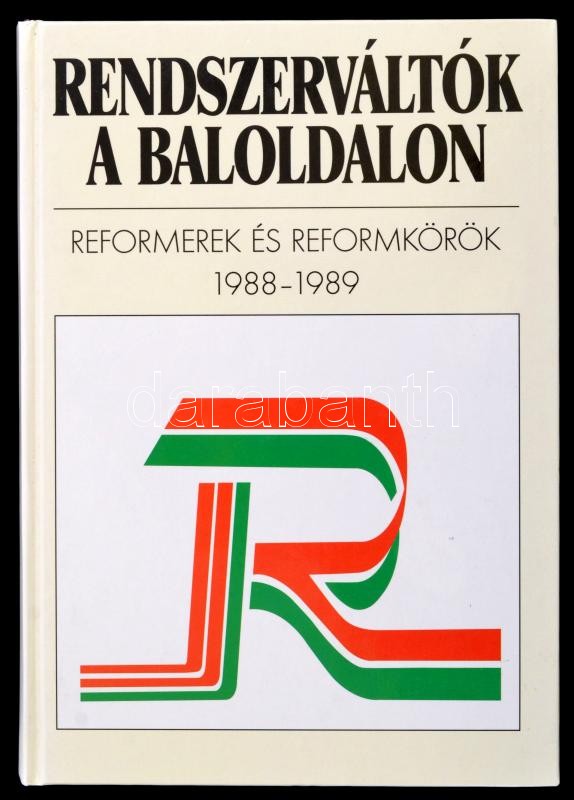 RENDSZERVÁLTÓK
A BALOLDALON
REFORMEREK ÉS REFORMKÖRÖK
1988–1989
darabanth
R